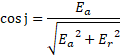 cos j = E_a / √(E_a² + E_r²)